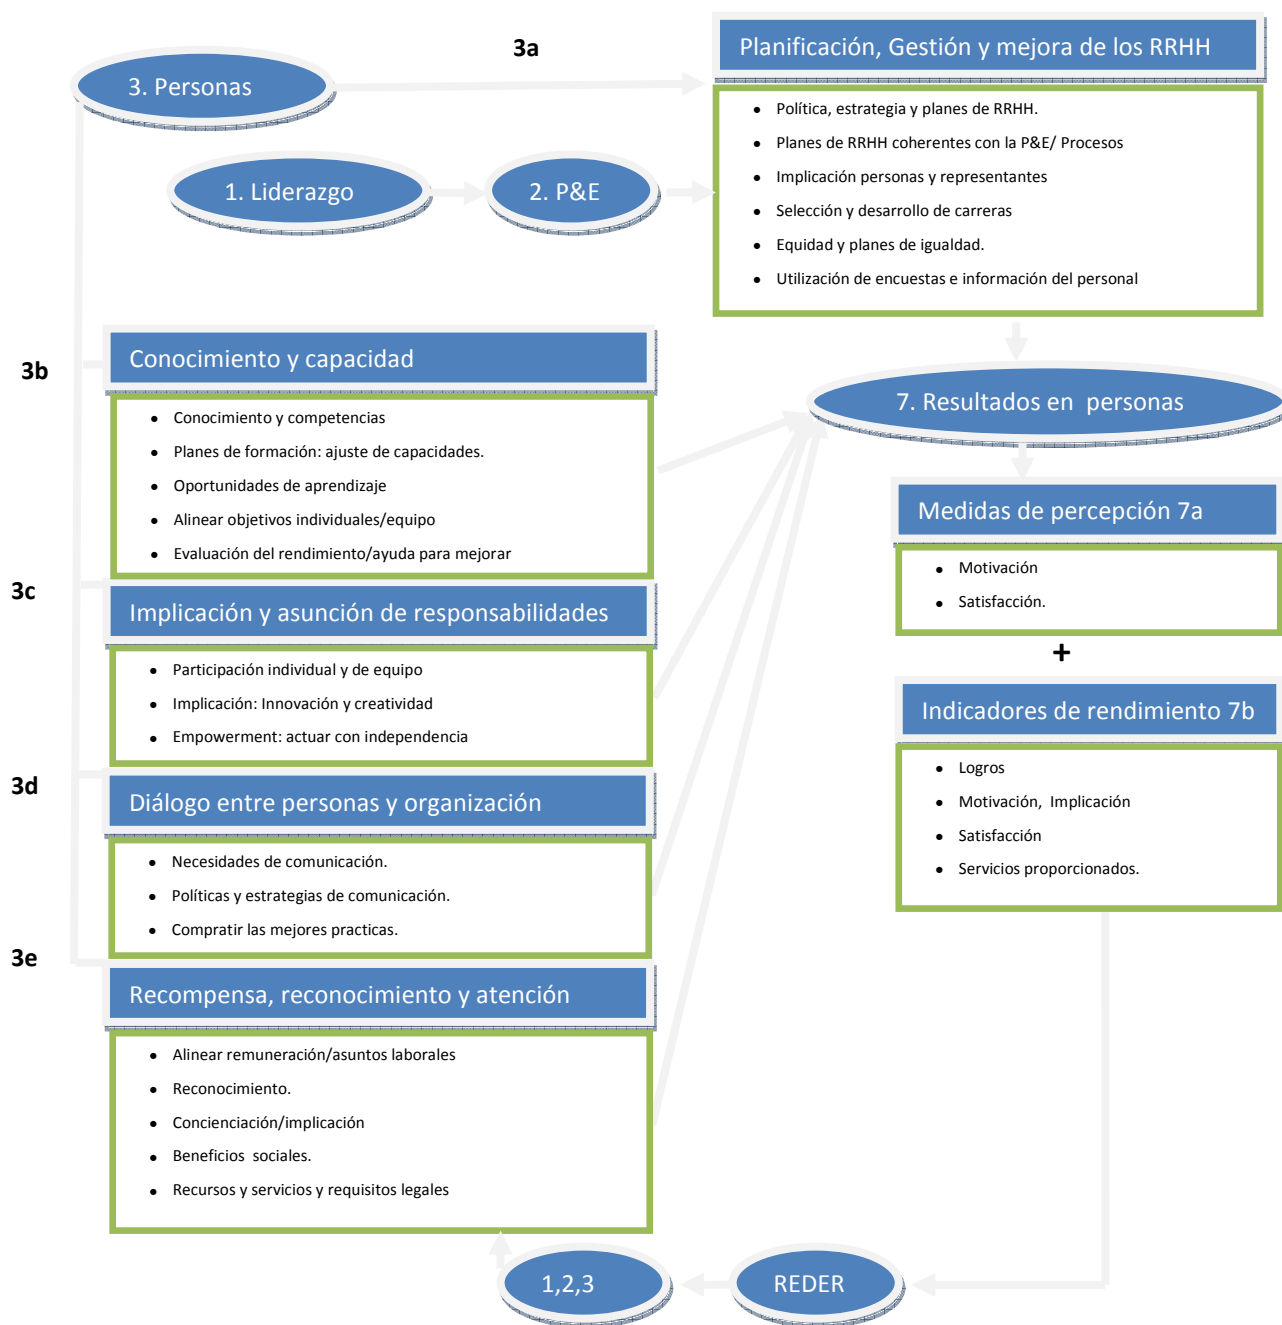 3a
Planificación, Gestión y mejora de los RRHH
3. Personas
• Política, estrategia y planes de RRHH.
• Planes de RRHH coherentes con la P&E/ Procesos
• Implicación personas y representantes
• Selección y desarrollo de carreras
• Equidad y planes de igualdad.
• Utilización de encuestas e información del personal
1. Liderazgo
2. P&E
3b
Conocimiento y capacidad
• Conocimiento y competencias
• Planes de formación: ajuste de capacidades.
• Oportunidades de aprendizaje
• Alinear objetivos individuales/equipo
• Evaluación del rendimiento/ayuda para mejorar
3c
Implicación y asunción de responsabilidades
• Participación individual y de equipo
• Implicación: Innovación y creatividad
• Empowerment: actuar con independencia
3d
Diálogo entre personas y organización
• Necesidades de comunicación.
• Políticas y estrategias de comunicación.
• Compratir las mejores practicas.
3e
Recompensa, reconocimiento y atención
• Alinear remuneración/asuntos laborales
• Reconocimiento.
• Concienciación/implicación
• Beneficios sociales.
• Recursos y servicios y requisitos legales
7. Resultados en personas
Medidas de percepción 7a
• Motivación
• Satisfacción.
+
Indicadores de rendimiento 7b
• Logros
• Motivación, Implicación
• Satisfacción
• Servicios proporcionados.
1,2,3
REDER